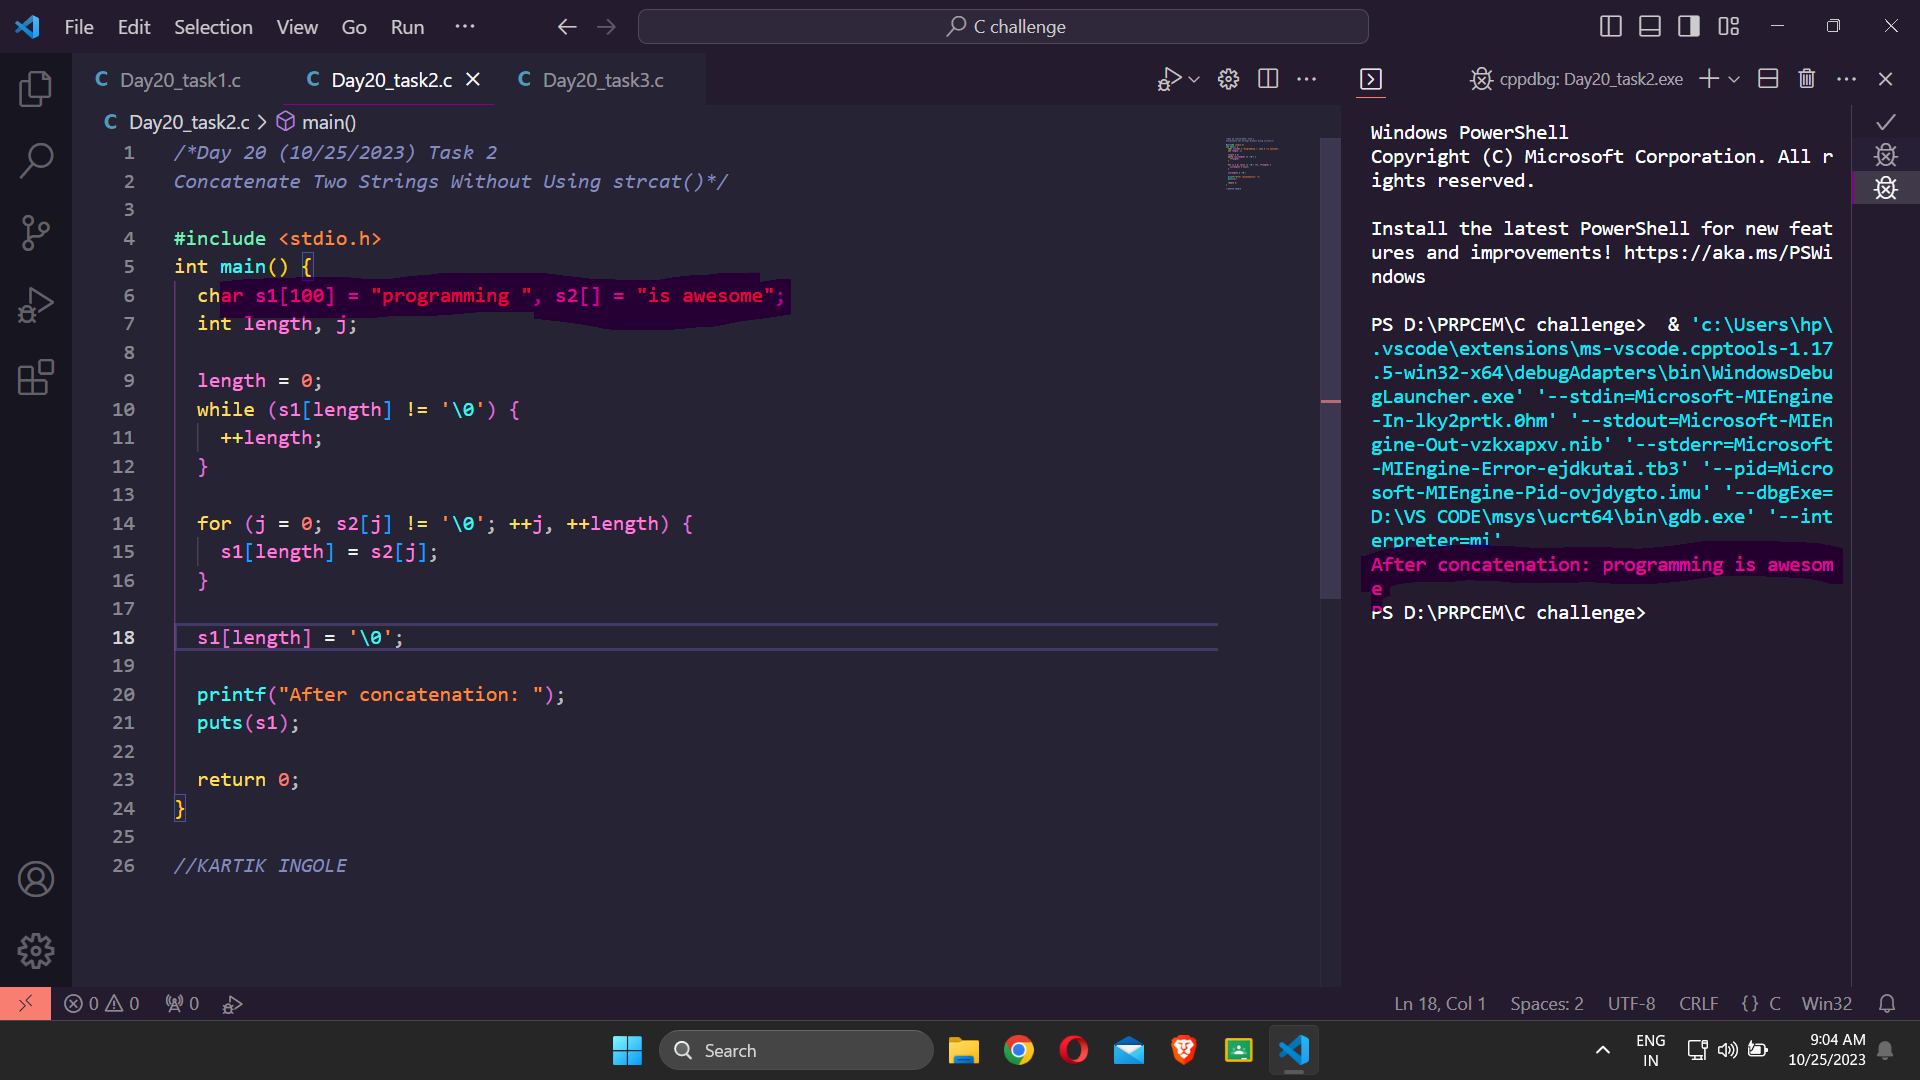 File Edit Selection View Go Run ··· C challenge
C Day20_task1.c C Day20_task2.c C Day20_task3.c
cppdbg: Day20_task2.exe
C Day20_task2.c > main()
1 /*Day 20 (10/25/2023) Task 2
2 Concatenate Two Strings Without Using strcat()*/
3
4 #include <stdio.h>
5 int main() {
6 char s1[100] = "programming ", s2[] = "is awesome";
7 int length, j;
8
9 length = 0;
10 while (s1[length] != '\0') {
11 ++length;
12 }
13
14 for (j = 0; s2[j] != '\0'; ++j, ++length) {
15 s1[length] = s2[j];
16 }
17
18 s1[length] = '\0';
19
20 printf("After concatenation: ");
21 puts(s1);
22
23 return 0;
24 }
25
26 //KARTIK INGOLE
Windows PowerShell
Copyright (C) Microsoft Corporation. All r
ights reserved.
Install the latest PowerShell for new feat
ures and improvements! https://aka.ms/PSWi
ndows
PS D:\PRPCEM\C challenge>  & 'c:\Users\hp\
.vscode\extensions\ms-vscode.cpptools-1.17
.5-win32-x64\debugAdapters\bin\WindowsDebu
gLauncher.exe' '--stdin=Microsoft-MIEngine
-In-lky2prtk.0hm' '--stdout=Microsoft-MIEn
gine-Out-vzkxapxv.nib' '--stderr=Microsoft
-MIEngine-Error-ejdkutai.tb3' '--pid=Micro
soft-MIEngine-Pid-ovjdygto.imu' '--dbgExe=
D:\VS CODE\msys\ucrt64\bin\gdb.exe' '--int
erpreter=mi'
After concatenation: programming is awesom
e
PS D:\PRPCEM\C challenge>
0 0 0 Ln 18, Col 1 Spaces: 2 UTF-8 CRLF {} C Win32
Search
ENG
IN
9:04 AM
10/25/2023